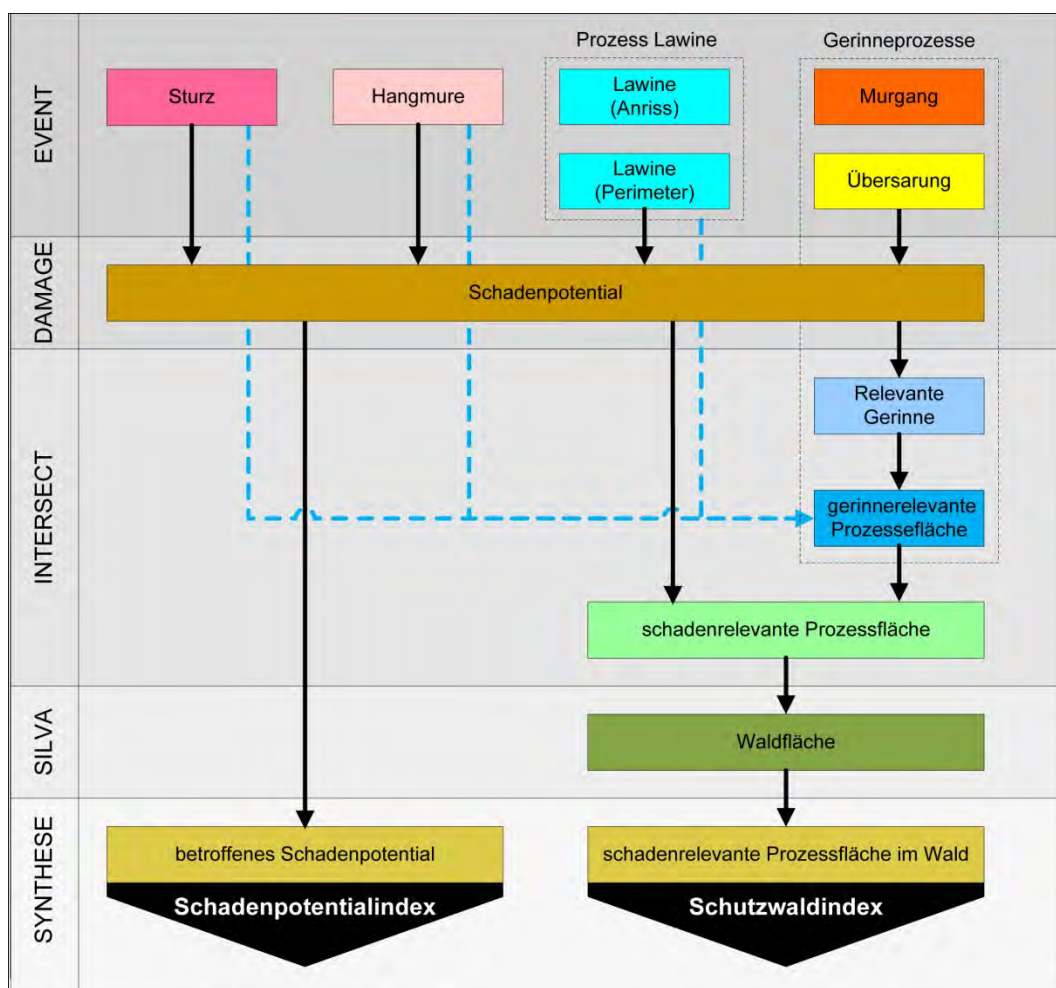 EVENT
Prozess Lawine
Gerinneprozesse
Sturz
Hangmure
Lawine
(Anriss)
Murgang
Lawine
(Perimeter)
Übersarung
DAMAGE
Schadenpotential
INTERSECT
Relevante
Gerinne
gerinnerelevante
Prozessefläche
schadenrelevante Prozessfläche
SILVA
Waldfläche
SYNTHESE
betroffenes Schadenpotential
schadenrelevante Prozessfläche im Wald
Schadenpotentialindex
Schutzwaldindex